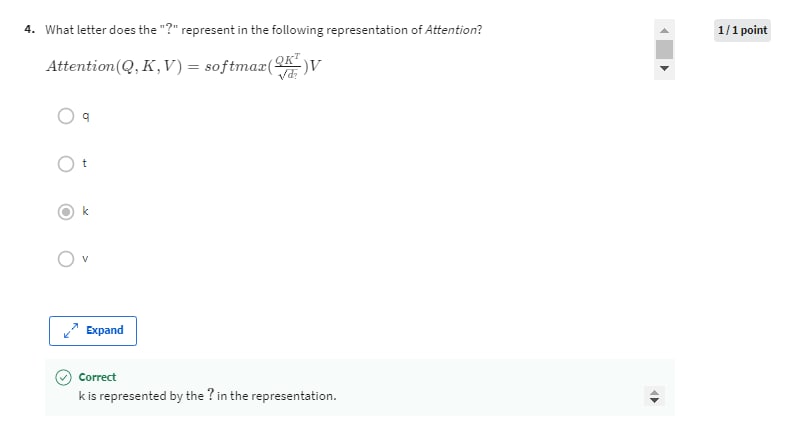 4. What letter does the "?" represent in the following representation of Attention?
1 / 1 point
Attention(Q, K, V) = softmax(\frac{QK^T}{\sqrt{d_?}})V
q
t
k
v
Expand
Correct
k is represented by the ? in the representation.